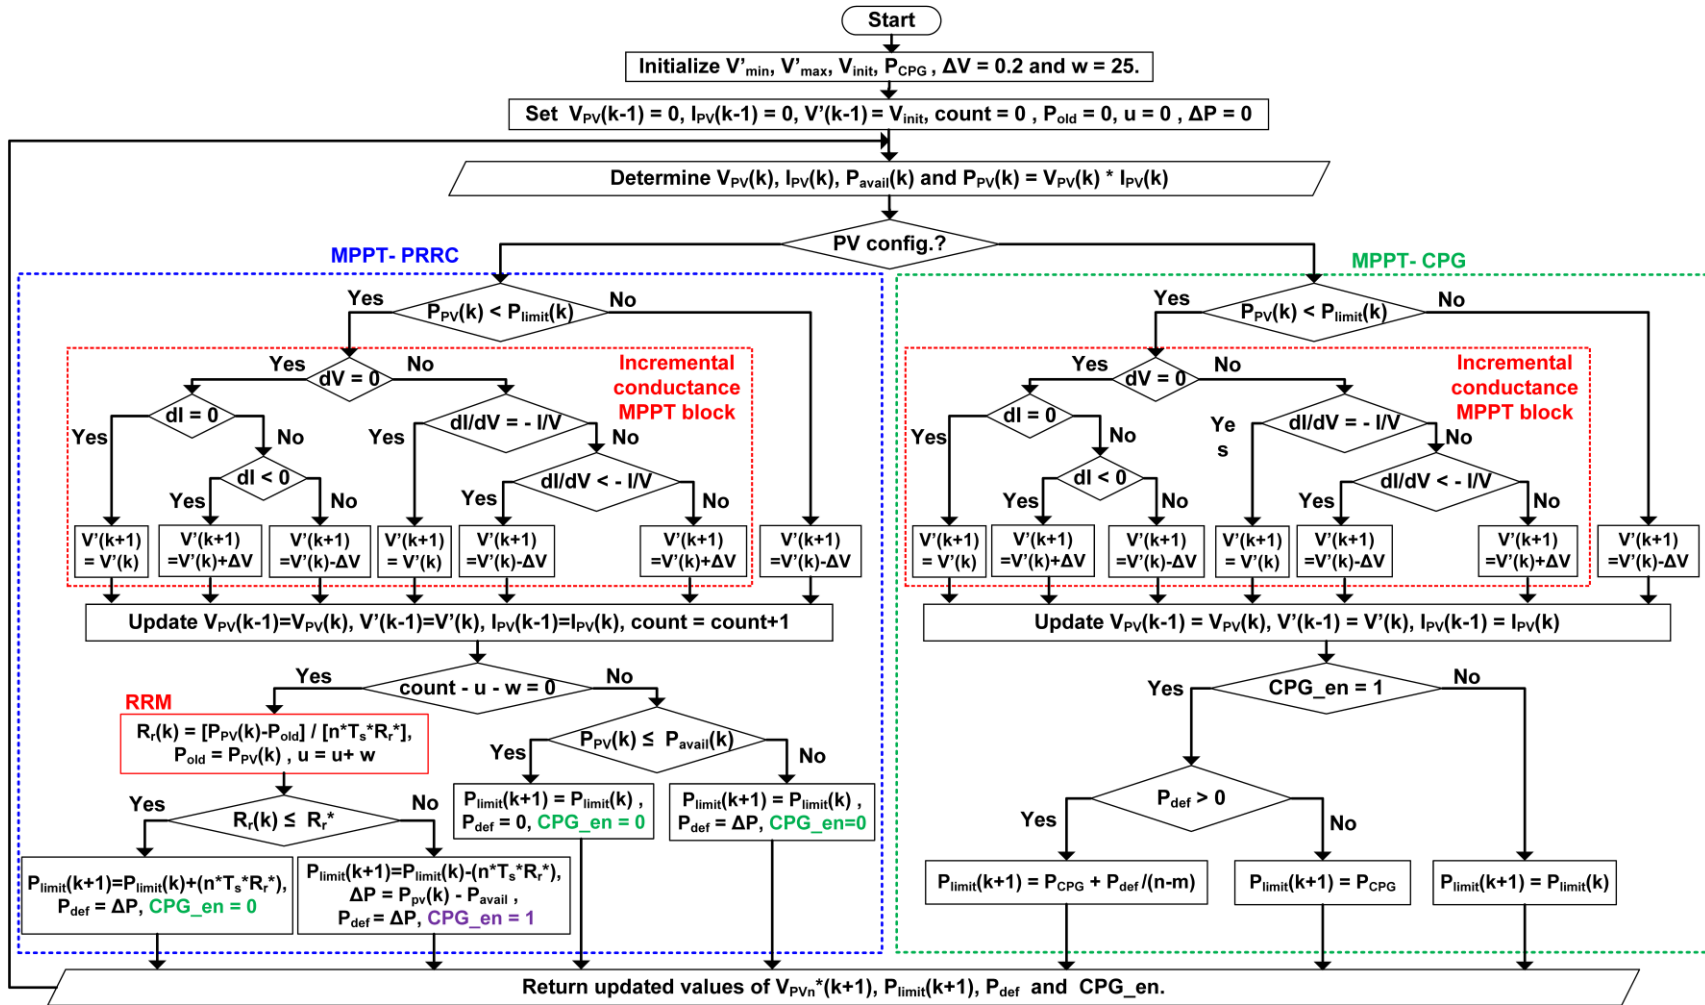 Start
Initialize V'min, V'max, Vinit, PCPG , ΔV = 0.2 and w = 25.
Set VPV(k-1) = 0, IPV(k-1) = 0, V'(k-1) = Vinit, count = 0 , Pold = 0, u = 0 , ΔP = 0
Determine VPV(k), IPV(k), Pavail(k) and PPV(k) = VPV(k) * IPV(k)
PV config.?
MPPT- PRRC
PPV(k) < Plimit(k)
Yes
No
Incremental
conductance
MPPT block
dV = 0
Yes
No
dI = 0
Yes
No
dI < 0
Yes
No
dI/dV = - I/V
Yes
No
dI/dV < - I/V
Yes
No
V'(k+1)
= V'(k)
V'(k+1)
=V'(k)+ΔV
V'(k+1)
=V'(k)-ΔV
V'(k+1)
= V'(k)
V'(k+1)
=V'(k)-ΔV
V'(k+1)
=V'(k)+ΔV
V'(k+1)
=V'(k)-ΔV
Update VPV(k-1)=VPV(k), V'(k-1)=V'(k), IPV(k-1)=IPV(k), count = count+1
count - u - w = 0
Yes
No
RRM
Rr(k) = [PPV(k)-Pold] / [n*Ts*Rr*],
Pold = PPV(k) , u = u+ w
Rr(k) ≤ Rr*
Yes
No
Plimit(k+1)=Plimit(k)+(n*Ts*Rr*),
Pdef = ΔP, CPG_en = 0
Plimit(k+1)=Plimit(k)-(n*Ts*Rr*),
ΔP = Ppv(k) - Pavail ,
Pdef = ΔP, CPG_en = 1
PPV(k) ≤ Pavail(k)
Yes
No
Plimit(k+1) = Plimit(k) ,
Pdef = 0, CPG_en = 0
Plimit(k+1) = Plimit(k) ,
Pdef = ΔP, CPG_en=0
MPPT- CPG
PPV(k) < Plimit(k)
Yes
No
Incremental
conductance
MPPT block
dV = 0
Yes
No
dI = 0
Yes
No
dI < 0
Yes
No
dI/dV = - I/V
Ye
s
No
dI/dV < - I/V
Yes
No
V'(k+1)
= V'(k)
V'(k+1)
=V'(k)+ΔV
V'(k+1)
=V'(k)-ΔV
V'(k+1)
= V'(k)
V'(k+1)
=V'(k)-ΔV
V'(k+1)
=V'(k)+ΔV
V'(k+1)
=V'(k)-ΔV
Update VPV(k-1) = VPV(k), V'(k-1) = V'(k), IPV(k-1) = IPV(k)
CPG_en = 1
Yes
No
Pdef > 0
Yes
No
Plimit(k+1) = PCPG + Pdef /(n-m)
Plimit(k+1) = PCPG
Plimit(k+1) = Plimit(k)
Return updated values of VPVn*(k+1), Plimit(k+1), Pdef and CPG_en.